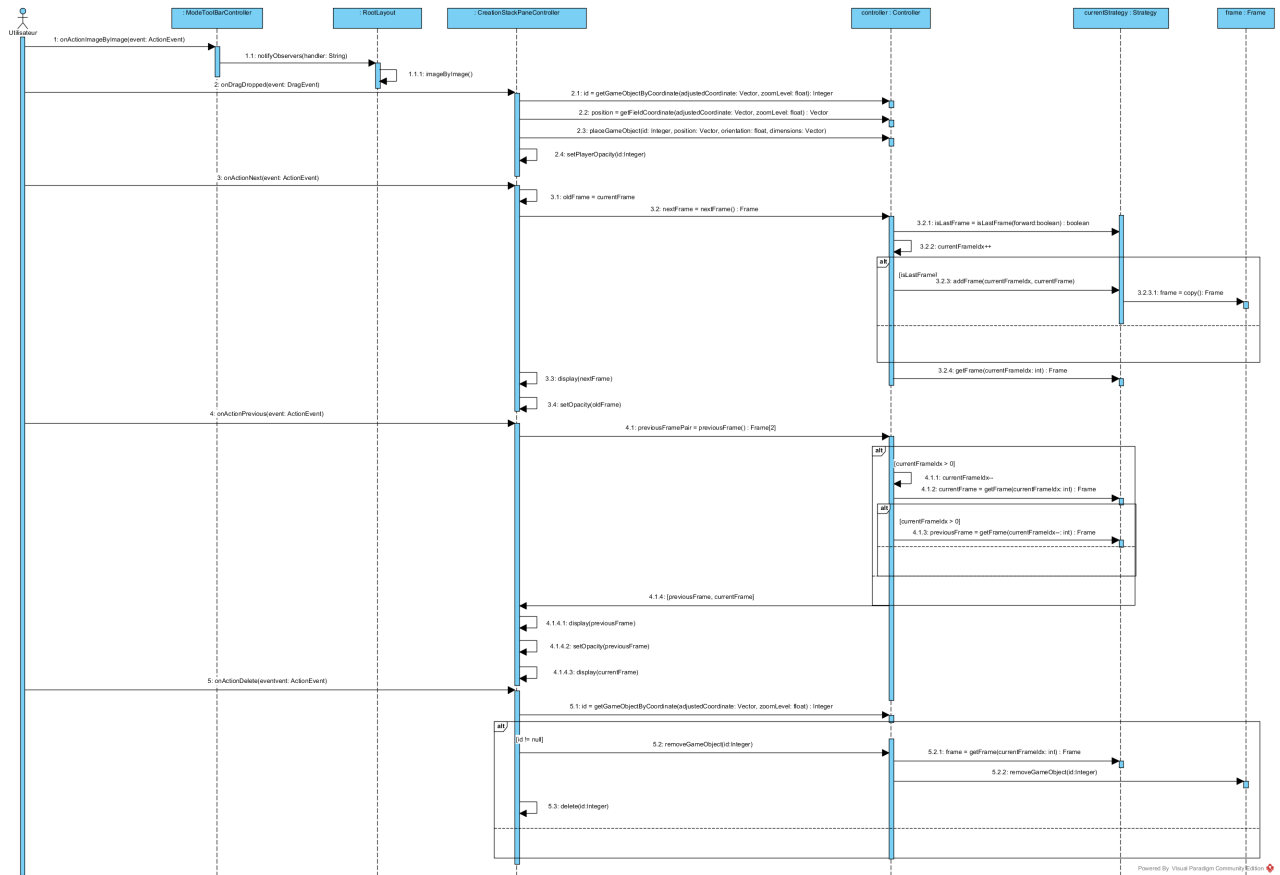 : ModeToolBarController
: RootLayout
: CreationStackPaneController
controller : Controller
currentStrategy : Strategy
frame : Frame
Utilisateur
1: onActionImageByImage(event: ActionEvent)
1.1: notifyObservers(handler: String)
1.1.1: imageByImage()
2: onDragDropped(event: DragEvent)
2.1: id = getGameObjectByCoordinate(adjustedCoordinate: Vector, zoomLevel: float): Integer
2.2: position = getFieldCoordinate(adjustedCoordinate: Vector, zoomLevel: float) : Vector
2.3: placeGameObject(id: Integer, position: Vector, orientation: float, dimensions: Vector)
2.4: setPlayerOpacity(id:Integer)
3: onActionNext(event: ActionEvent)
3.1: oldFrame = currentFrame
3.2: nextFrame = nextFrame() : Frame
3.2.1: isLastFrame = isLastFrame(forward:boolean) : boolean
3.2.2: currentFrameIdx++
alt
[isLastFrame]
3.2.3: addFrame(currentFrameIdx, currentFrame)
3.2.3.1: frame = copy(): Frame
3.2.4: getFrame(currentFrameIdx: int) : Frame
3.3: display(nextFrame)
3.4: setOpacity(oldFrame)
4: onActionPrevious(event: ActionEvent)
4.1: previousFramePair = previousFrame() : Frame[2]
alt
[currentFrameIdx > 0]
4.1.1: currentFrameIdx--
4.1.2: currentFrame = getFrame(currentFrameIdx: int) : Frame
alt
[currentFrameIdx > 0]
4.1.3: previousFrame = getFrame(currentFrameIdx--: int) : Frame
4.1.4: [previousFrame, currentFrame]
4.1.4.1: display(previousFrame)
4.1.4.2: setOpacity(previousFrame)
4.1.4.3: display(currentFrame)
5: onActionDelete(eventvent: ActionEvent)
5.1: id = getGameObjectByCoordinate(adjustedCoordinate: Vector, zoomLevel: float) : Integer
alt
[id != null]
5.2: removeGameObject(id:Integer)
5.2.1: frame = getFrame(currentFrameIdx: int) : Frame
5.2.2: removeGameObject(id:Integer)
5.3: delete(id:Integer)
Powered By Visual Paradigm Community Edition